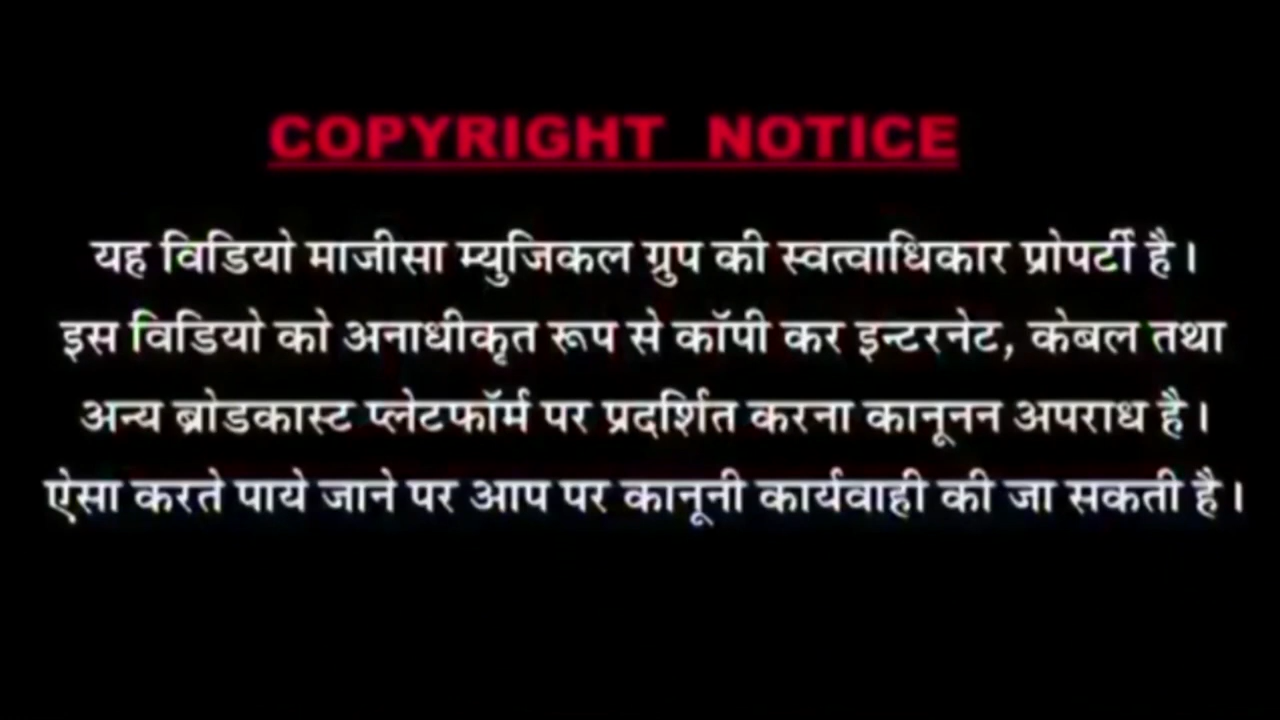 COPYRIGHT NOTICE
यह विडियो माजीसा म्युजिकल ग्रुप की स्वत्वाधिकार प्रोपर्टी है।
इस विडियो को अनाधीकृत रूप से कॉपी कर इन्टरनेट, केबल तथा
अन्य ब्रोडकास्ट प्लेटफॉर्म पर प्रदर्शित करना कानूनन अपराध है।
ऐसा करते पाये जाने पर आप पर कानूनी कार्यवाही की जा सकती है।